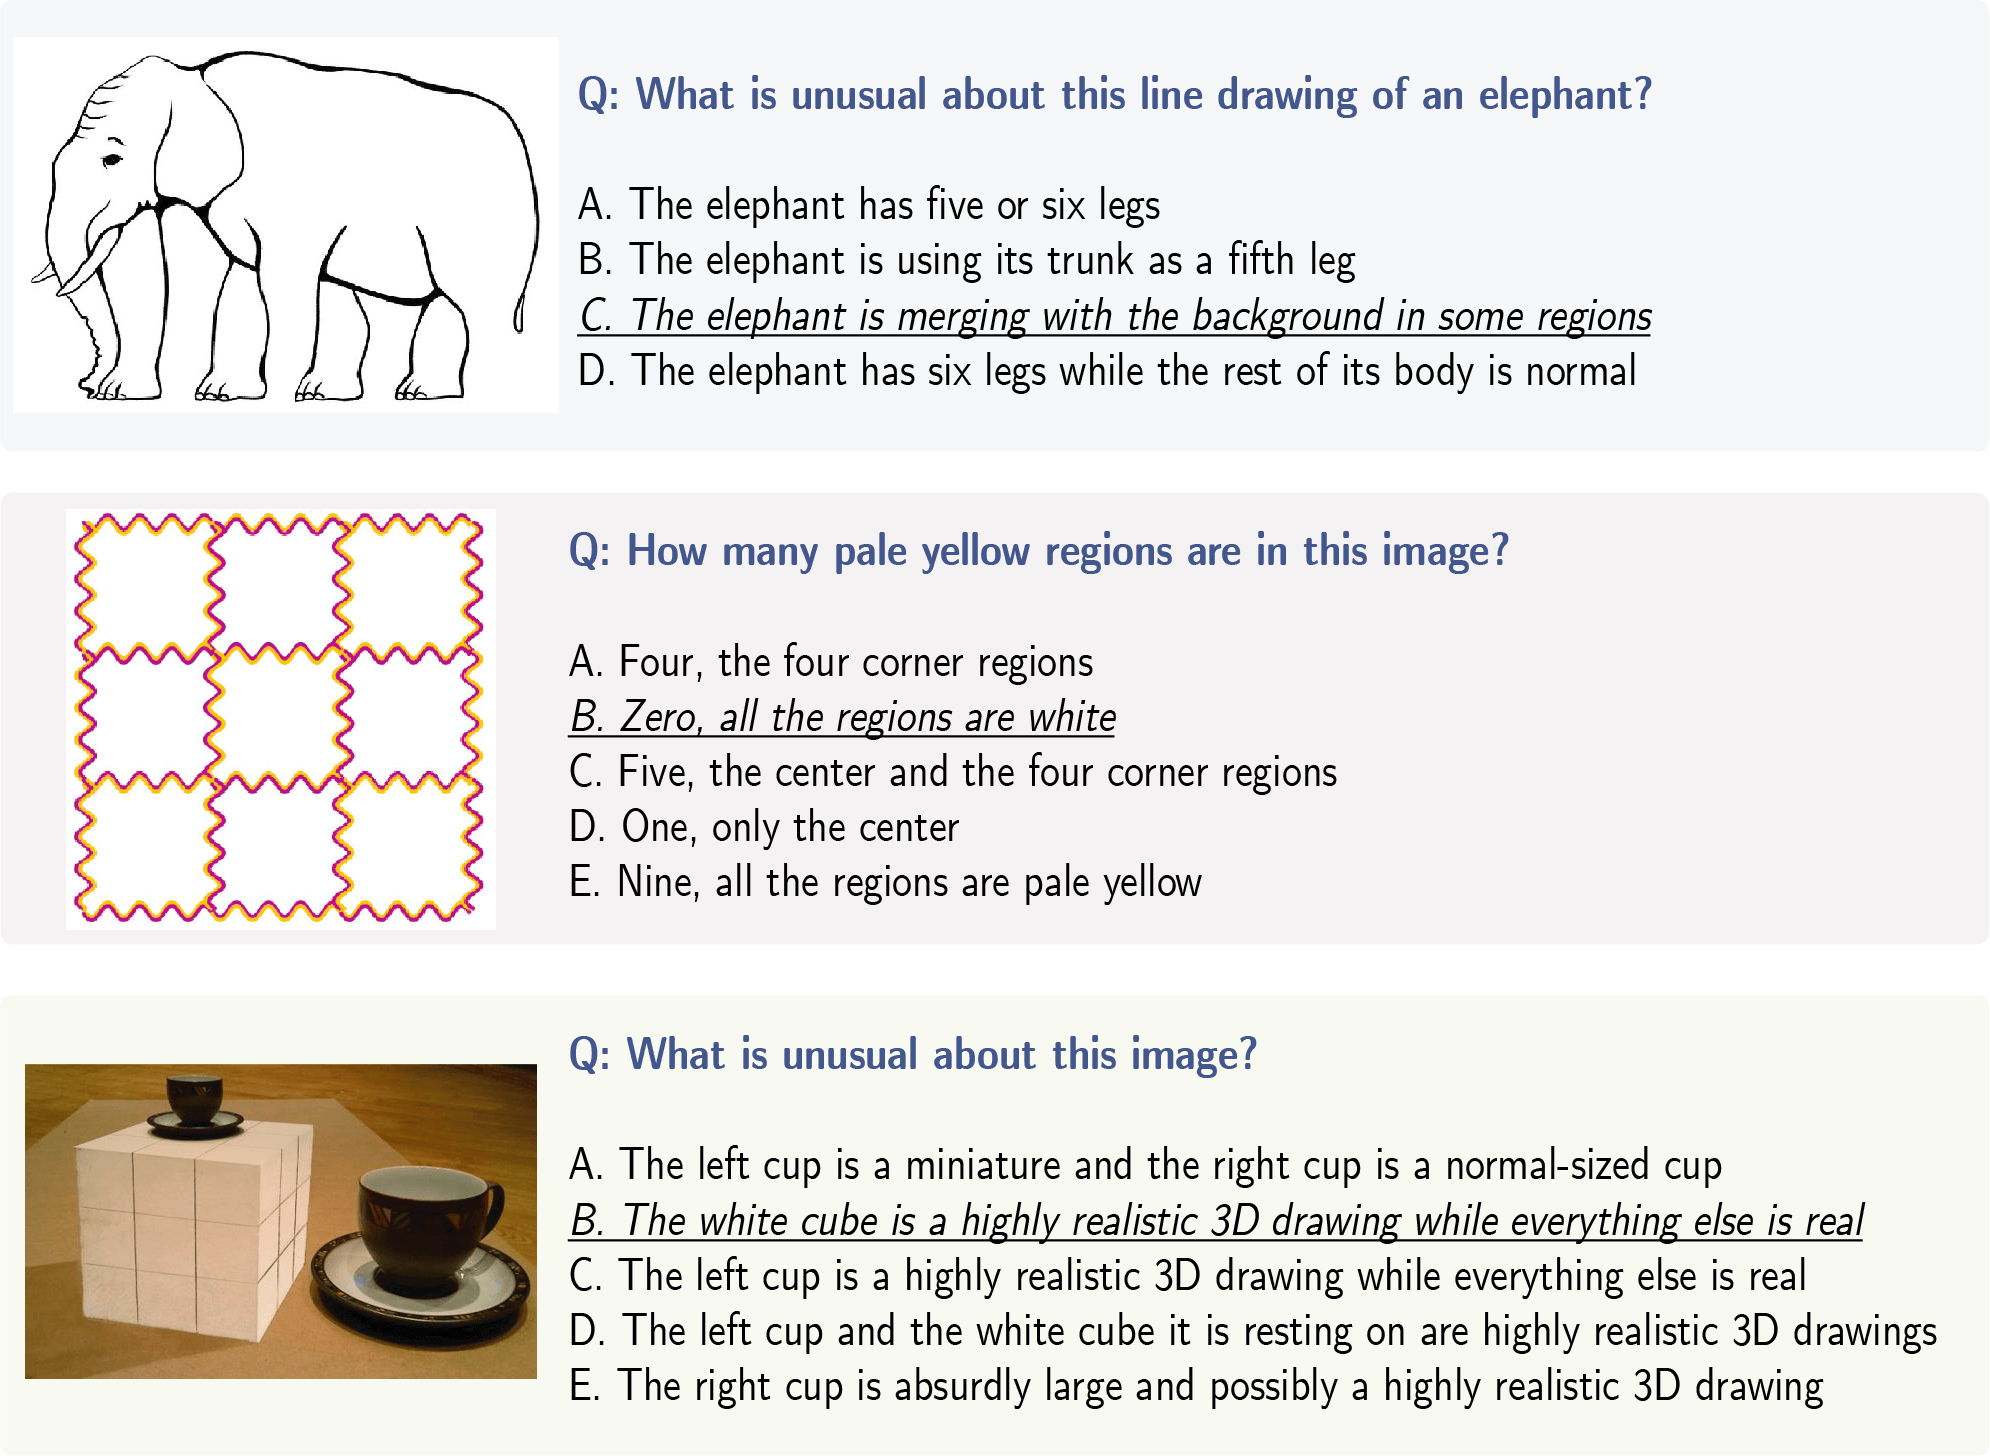 Q: What is unusual about this line drawing of an elephant?
A. The elephant has five or six legs
B. The elephant is using its trunk as a fifth leg
C. The elephant is merging with the background in some regions
D. The elephant has six legs while the rest of its body is normal
Q: How many pale yellow regions are in this image?
A. Four, the four corner regions
B. Zero, all the regions are white
C. Five, the center and the four corner regions
D. One, only the center
E. Nine, all the regions are pale yellow
Q: What is unusual about this image?
A. The left cup is a miniature and the right cup is a normal-sized cup
B. The white cube is a highly realistic 3D drawing while everything else is real
C. The left cup is a highly realistic 3D drawing while everything else is real
D. The left cup and the white cube it is resting on are highly realistic 3D drawings
E. The right cup is absurdly large and possibly a highly realistic 3D drawing